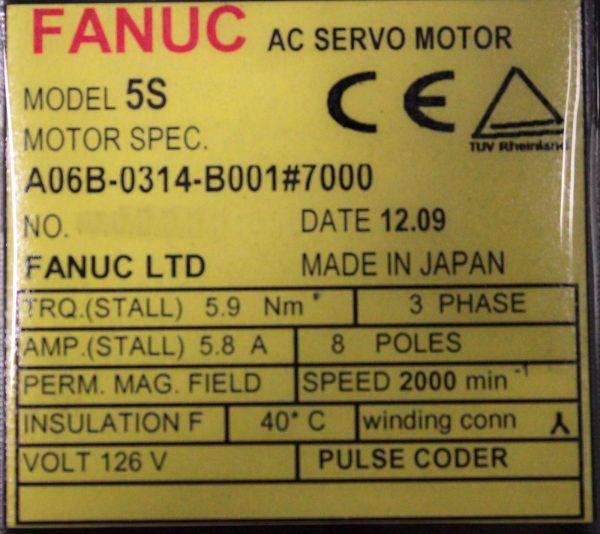 FANUC AC SERVO MOTOR
MODEL 5S
CE
TUV Rheinland
MOTOR SPEC.
A06B-0314-B001#7000
NO. DATE 12.09
FANUC LTD MADE IN JAPAN
TRQ.(STALL) 5.9 Nm 3 PHASE
AMP.(STALL) 5.8 A 8 POLES
PERM. MAG. FIELD SPEED 2000 min⁻¹
INSULATION F 40° C winding conn ⅄
VOLT 126 V PULSE CODER